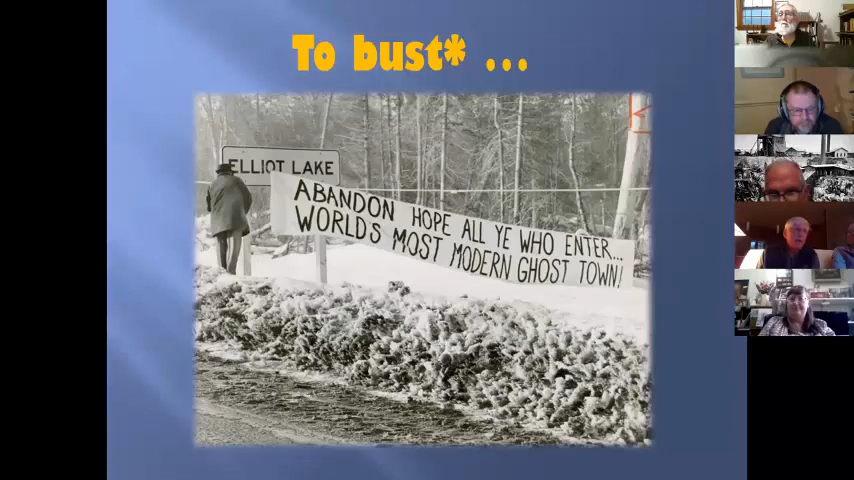 To bust* ...
ELLIOT LAKE
ABANDON HOPE ALL YE WHO ENTER...
WORLDS MOST MODERN GHOST TOWN!